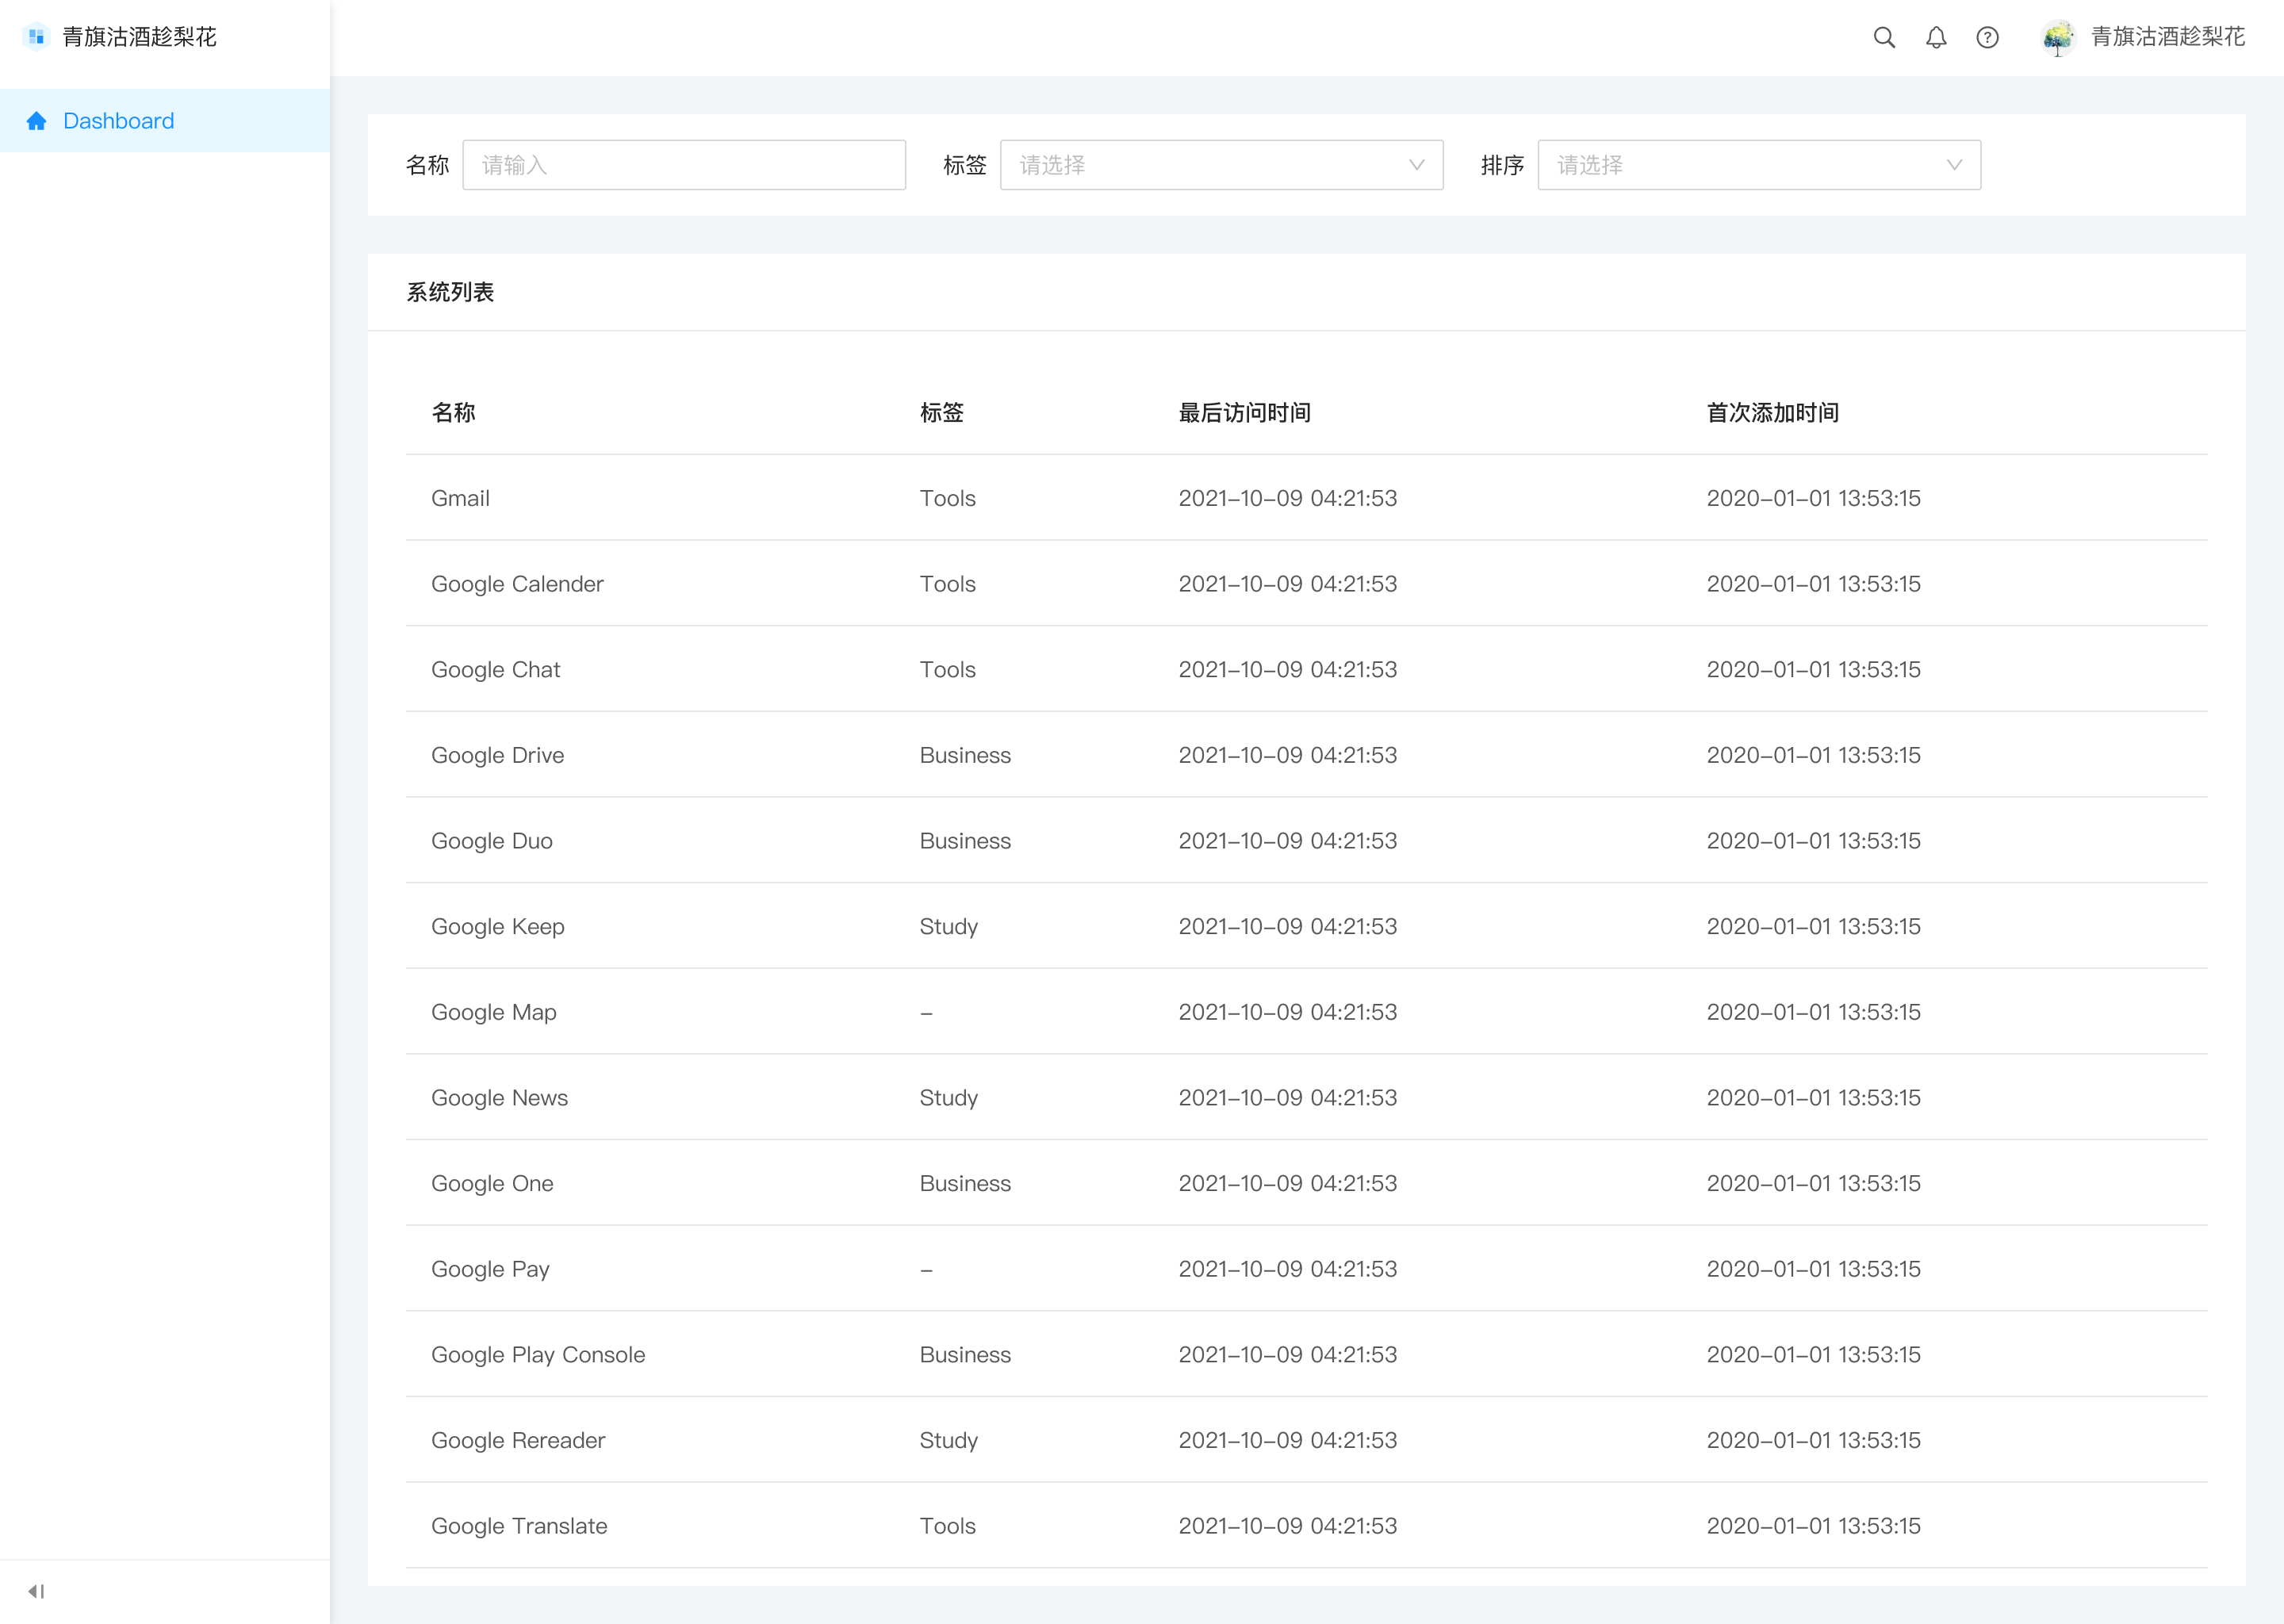 青旗沽酒趁梨花
青旗沽酒趁梨花
Dashboard
名称 请输入 标签 请选择 排序 请选择
系统列表
名称 标签 最后访问时间 首次添加时间
Gmail Tools 2021-10-09 04:21:53 2020-01-01 13:53:15
Google Calender Tools 2021-10-09 04:21:53 2020-01-01 13:53:15
Google Chat Tools 2021-10-09 04:21:53 2020-01-01 13:53:15
Google Drive Business 2021-10-09 04:21:53 2020-01-01 13:53:15
Google Duo Business 2021-10-09 04:21:53 2020-01-01 13:53:15
Google Keep Study 2021-10-09 04:21:53 2020-01-01 13:53:15
Google Map - 2021-10-09 04:21:53 2020-01-01 13:53:15
Google News Study 2021-10-09 04:21:53 2020-01-01 13:53:15
Google One Business 2021-10-09 04:21:53 2020-01-01 13:53:15
Google Pay - 2021-10-09 04:21:53 2020-01-01 13:53:15
Google Play Console Business 2021-10-09 04:21:53 2020-01-01 13:53:15
Google Rereader Study 2021-10-09 04:21:53 2020-01-01 13:53:15
Google Translate Tools 2021-10-09 04:21:53 2020-01-01 13:53:15